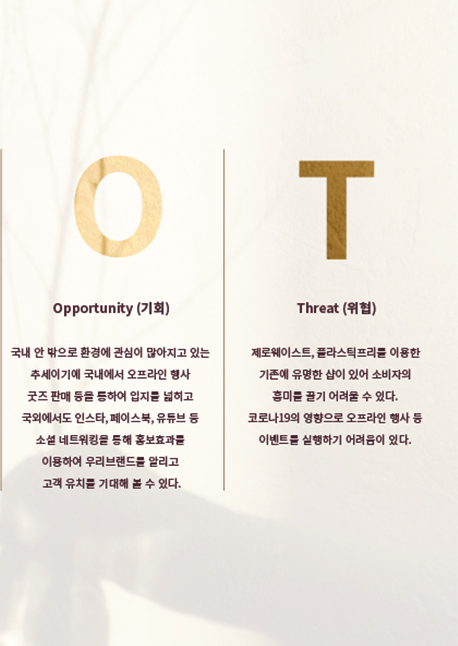 O
Opportunity (기회)
국내 안 밖으로 환경에 관심이 많아지고 있는
추세이기에 국내에서 오프라인 행사
굿즈 판매 등을 통하여 입지를 넓히고
국외에서도 인스타, 페이스북, 유튜브 등
소셜 네트워킹을 통해 홍보효과를
이용하여 우리브랜드를 알리고
고객 유치를 기대해 볼 수 있다.
T
Threat (위협)
제로웨이스트, 플라스틱프리를 이용한
기존에 유명한 샵이 있어 소비자의
흥미를 끌기 어려울 수 있다.
코로나19의 영향으로 오프라인 행사 등
이벤트를 실행하기 어려움이 있다.